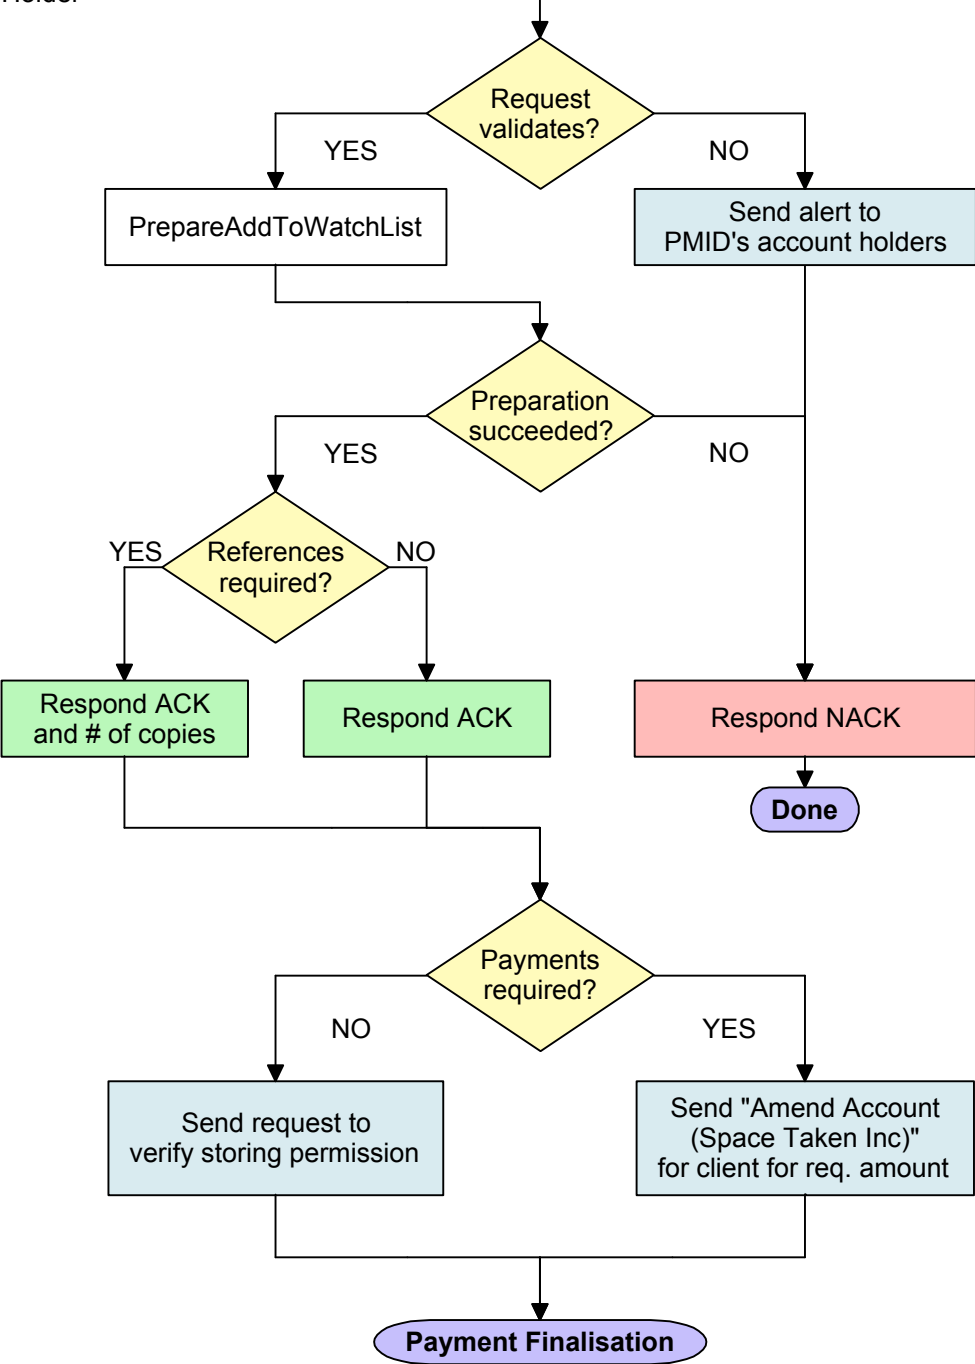 Request
validates?
YES
NO
PrepareAddToWatchList
Send alert to
PMID's account holders
Preparation
succeeded?
YES
NO
References
required?
YES
NO
Respond ACK
and # of copies
Respond ACK
Respond NACK
Done
Payments
required?
NO
YES
Send request to
verify storing permission
Send "Amend Account
(Space Taken Inc)"
for client for req. amount
Payment Finalisation